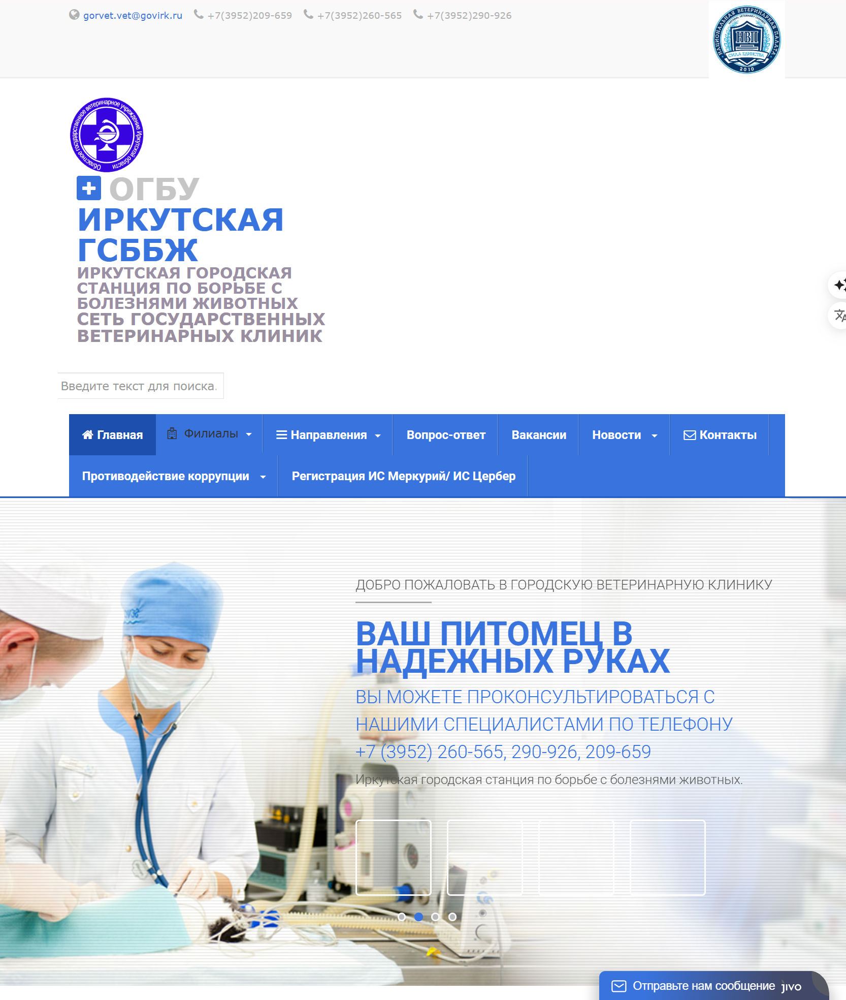 gorvet.vet@govirk.ru +7(3952)209-659 +7(3952)260-565 +7(3952)290-926
НАЦИОНАЛЬНАЯ ВЕТЕРИНАРНАЯ ПАЛАТА
NATIONAL VETERINARY CHAMBER
НВП
СИЛА ЕДИНСТВА
2010
Областное государственное ветеринарное учреждение Иркутской области
ОГБУ
ИРКУТСКАЯ
ГСББЖ
ИРКУТСКАЯ ГОРОДСКАЯ
СТАНЦИЯ ПО БОРЬБЕ С
БОЛЕЗНЯМИ ЖИВОТНЫХ
СЕТЬ ГОСУДАРСТВЕННЫХ
ВЕТЕРИНАРНЫХ КЛИНИК
Введите текст для поиска.
Главная Филиалы Направления Вопрос-ответ Вакансии Новости Контакты
Противодействие коррупции Регистрация ИС Меркурий/ ИС Цербер
ДОБРО ПОЖАЛОВАТЬ В ГОРОДСКУЮ ВЕТЕРИНАРНУЮ КЛИНИКУ
ВАШ ПИТОМЕЦ В
НАДЕЖНЫХ РУКАХ
ВЫ МОЖЕТЕ ПРОКОНСУЛЬТИРОВАТЬСЯ С
НАШИМИ СПЕЦИАЛИСТАМИ ПО ТЕЛЕФОНУ
+7 (3952) 260-565, 290-926, 209-659
Иркутская городская станция по борьбе с болезнями животных.
Отправьте нам сообщение jivo